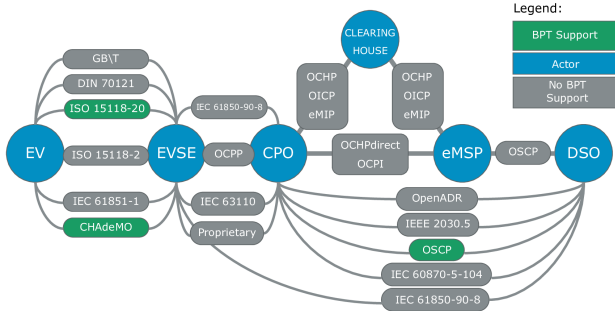 Legend:
BPT Support
Actor
No BPT
Support
CLEARING
HOUSE
GB\T
DIN 70121
ISO 15118-20
OCHP
OICP
eMIP
OCHP
OICP
eMIP
IEC 61850-90-8
EV
ISO 15118-2
EVSE
OCPP
CPO
OCHPdirect
OCPI
eMSP
OSCP
DSO
IEC 61851-1
IEC 63110
OpenADR
CHAdeMO
Proprietary
IEEE 2030.5
OSCP
IEC 60870-5-104
IEC 61850-90-8